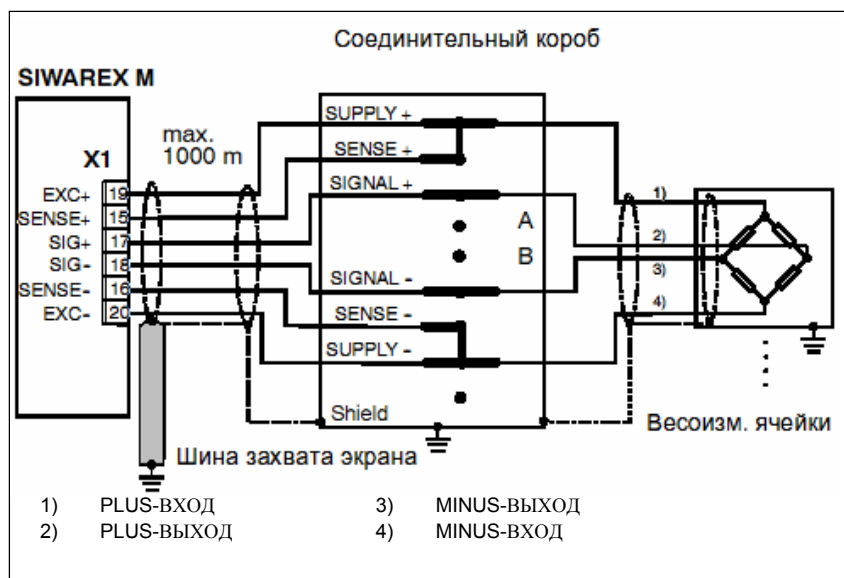 Соединительный короб
SIWAREX M
X1
max.
1000 m
EXC+ 19
SENSE+ 15
SIG+ 17
SIG- 18
SENSE- 16
EXC- 20
SUPPLY +
SENSE +
SIGNAL +
A
B
SIGNAL -
SENSE -
SUPPLY -
Shield
1)
2)
3)
4)
Весоизм. ячейки
Шина захвата экрана
1) PLUS-ВХОД 3) MINUS-ВЫХОД
2) PLUS-ВЫХОД 4) MINUS-ВХОД